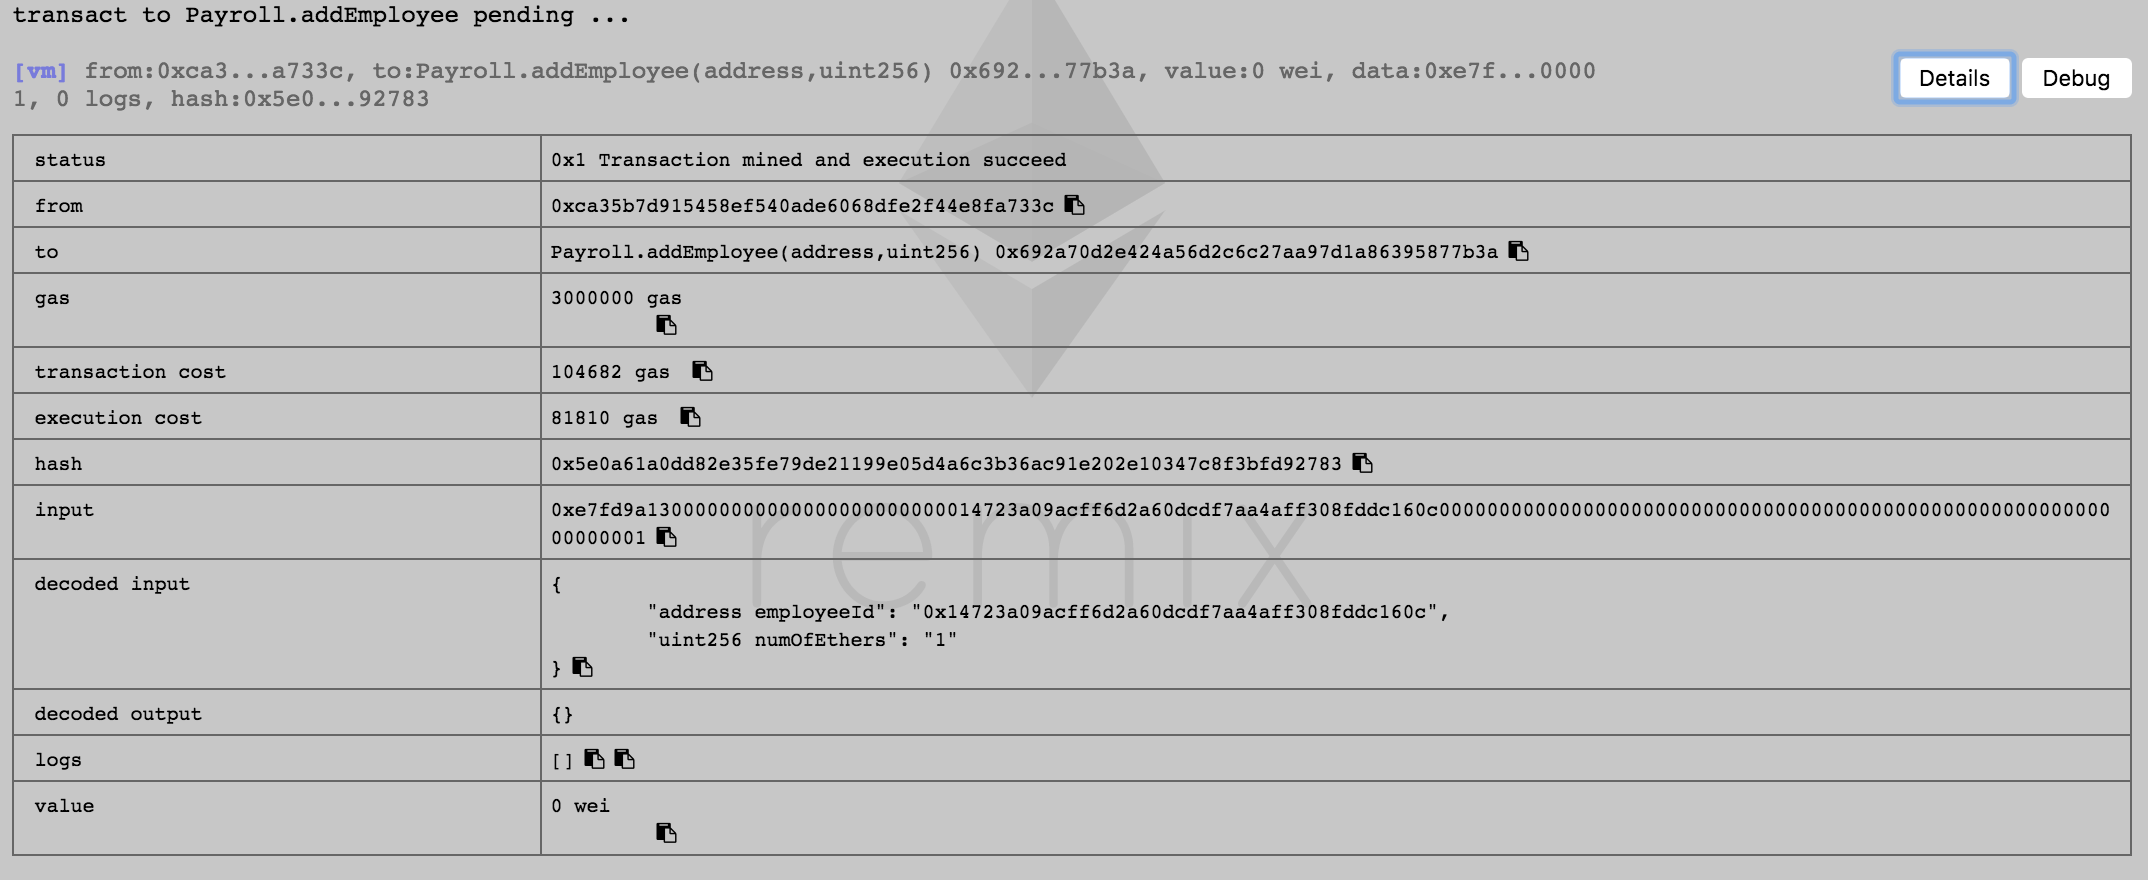 transact to Payroll.addEmployee pending ...
[vm] from:0xca3...a733c, to:Payroll.addEmployee(address,uint256) 0x692...77b3a, value:0 wei, data:0xe7f...0000
1, 0 logs, hash:0x5e0...92783
Details Debug
status 0x1 Transaction mined and execution succeed
from 0xca35b7d915458ef540ade6068dfe2f44e8fa733c
to Payroll.addEmployee(address,uint256) 0x692a70d2e424a56d2c6c27aa97d1a86395877b3a
gas 3000000 gas
transaction cost 104682 gas
execution cost 81810 gas
hash 0x5e0a61a0dd82e35fe79de21199e05d4a6c3b36ac91e202e10347c8f3bfd92783
input 0xe7fd9a1300000000000000000000000014723a09acff6d2a60dcdf7aa4aff308fddc160c00000000000000000000000000000000000000000000000000000000
00000001
decoded input {
"address employeeId": "0x14723a09acff6d2a60dcdf7aa4aff308fddc160c",
"uint256 numOfEthers": "1"
}
decoded output {}
logs []
value 0 wei
remix